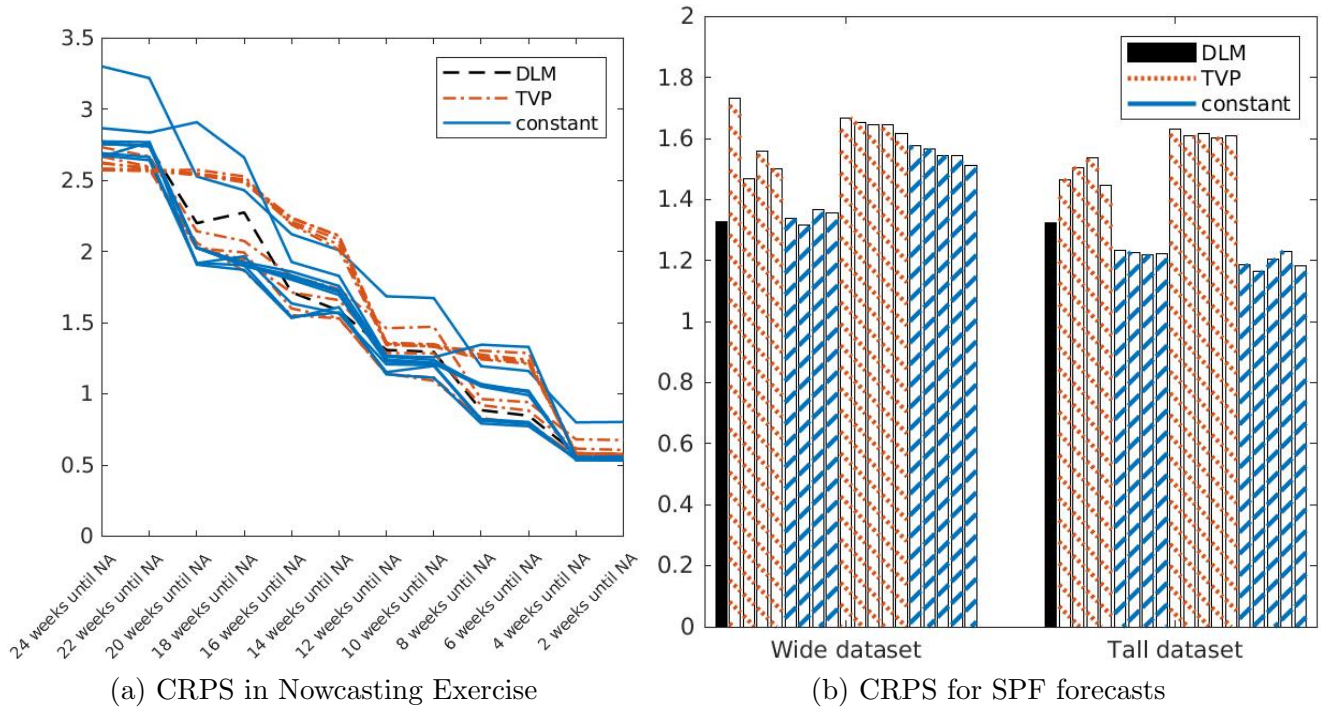 3.5
3
2.5
2
1.5
1
0.5
0
DLM
TVP
constant
24 weeks until NA
22 weeks until NA
20 weeks until NA
18 weeks until NA
16 weeks until NA
14 weeks until NA
12 weeks until NA
10 weeks until NA
8 weeks until NA
6 weeks until NA
4 weeks until NA
2 weeks until NA
(a) CRPS in Nowcasting Exercise
2
1.8
1.6
1.4
1.2
1
0.8
0.6
0.4
0.2
0
DLM
TVP
constant
Wide dataset
Tall dataset
(b) CRPS for SPF forecasts